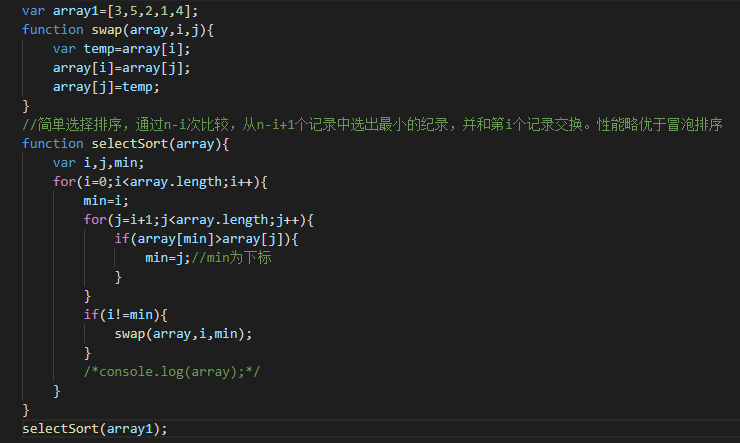 var array1=[3,5,2,1,4];
function swap(array,i,j){
    var temp=array[i];
    array[i]=array[j];
    array[j]=temp;
}
//简单选择排序，通过n-i次比较，从n-i+1个记录中选出最小的纪录，并和第i个记录交换。性能略优于冒泡排序
function selectSort(array){
    var i,j,min;
    for(i=0;i<array.length;i++){
        min=i;
        for(j=i+1;j<array.length;j++){
            if(array[min]>array[j]){
                min=j;//min为下标
            }
        }
        if(i!=min){
            swap(array,i,min);
        }
        /*console.log(array);*/
    }
}
selectSort(array1);